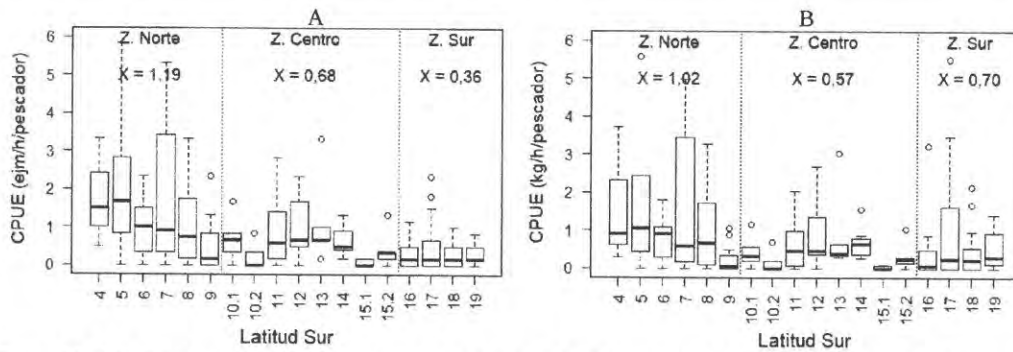 A
Z. Norte Z. Centro Z. Sur
X = 1,19 X = 0,68 X = 0,36
CPUE (ejm/h/pescador)
6
5
4
3
2
1
0
4 5 6 7 8 9 10.1 10.2 11 12 13 14 15.1 15.2 16 17 18 19
Latitud Sur
B
Z. Norte Z. Centro Z. Sur
X = 1,02 X = 0,57 X = 0,70
CPUE (kg/h/pescador)
6
5
4
3
2
1
0
4 5 6 7 8 9 10.1 10.2 11 12 13 14 15.1 15.2 16 17 18 19
Latitud Sur